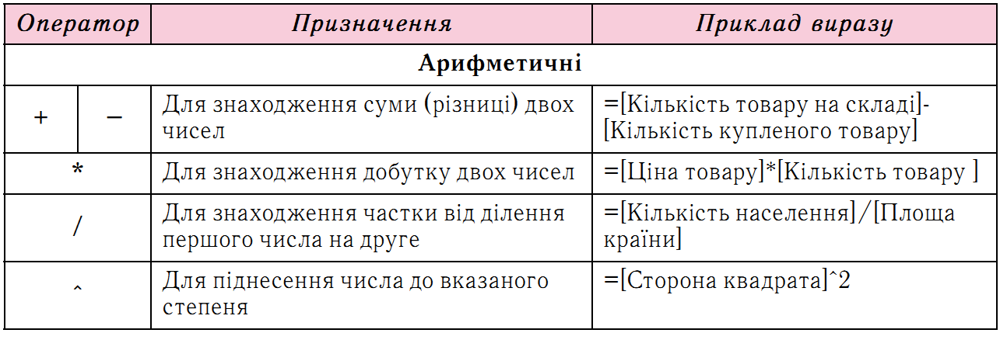 Оператор Призначення Приклад виразу
Арифметичні
+ − Для знаходження суми (різниці) двох чисел =[Кількість товару на складі]-[Кількість купленого товару]
* Для знаходження добутку двох чисел =[Ціна товару]*[Кількість товару ]
/ Для знаходження частки від ділення першого числа на друге =[Кількість населення]/[Площа країни]
^ Для піднесення числа до вказаного степеня =[Сторона квадрата]^2